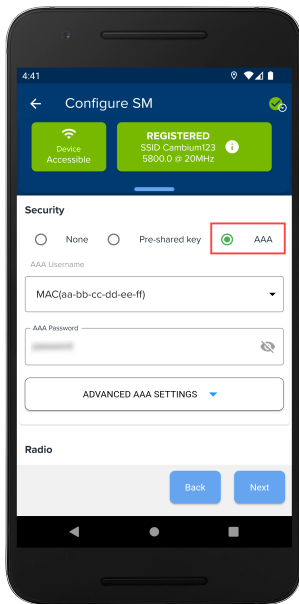 4:41
Configure SM
Device
Accessible
REGISTERED
SSID Cambium123
5800.0 @ 20MHz
Security
None
Pre-shared key
AAA
AAA Username
MAC(aa-bb-cc-dd-ee-ff)
AAA Password
ADVANCED AAA SETTINGS
Radio
Back
Next